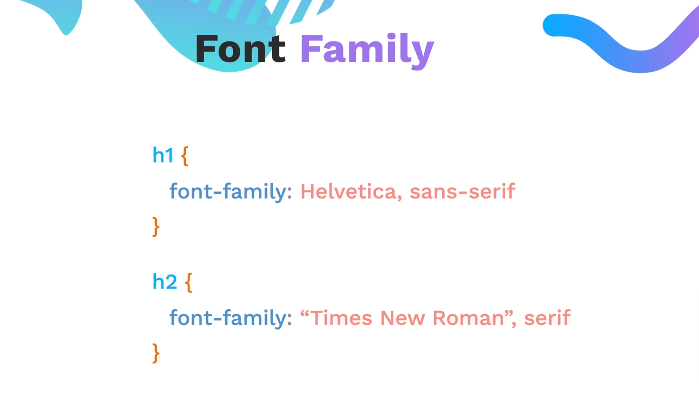 Font Family
h1 {
font-family: Helvetica, sans-serif
}
h2 {
font-family: “Times New Roman”, serif
}